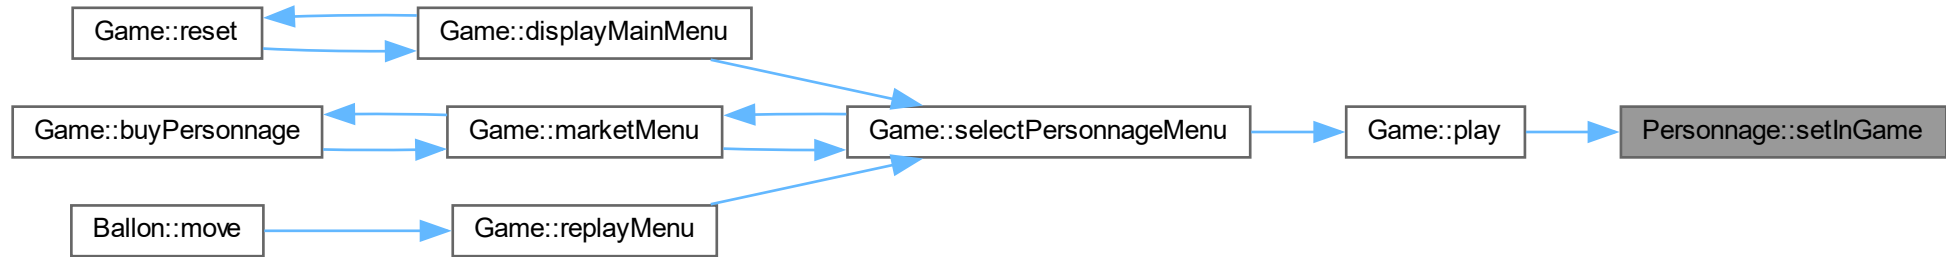 Game::reset
Game::displayMainMenu
Game::buyPersonnage
Game::marketMenu
Game::selectPersonnageMenu
Game::play
Personnage::setInGame
Ballon::move
Game::replayMenu